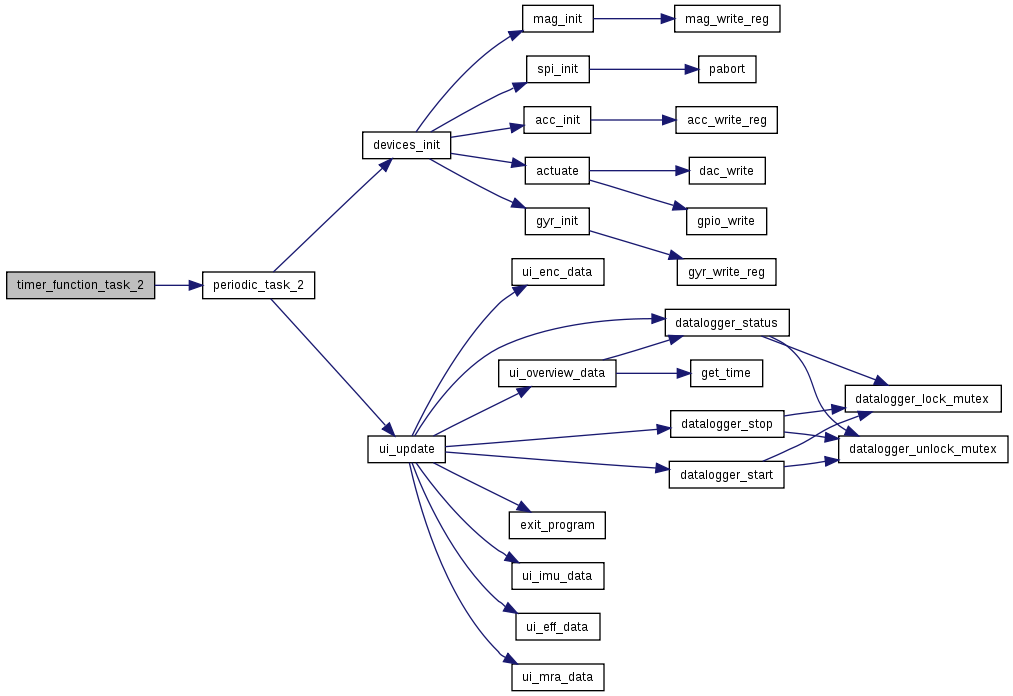 mag_init
mag_write_reg
spi_init
pabort
acc_init
acc_write_reg
devices_init
actuate
dac_write
gyr_init
gpio_write
ui_enc_data
gyr_write_reg
timer_function_task_2
periodic_task_2
datalogger_status
ui_overview_data
get_time
datalogger_lock_mutex
datalogger_stop
ui_update
datalogger_unlock_mutex
datalogger_start
exit_program
ui_imu_data
ui_eff_data
ui_mra_data